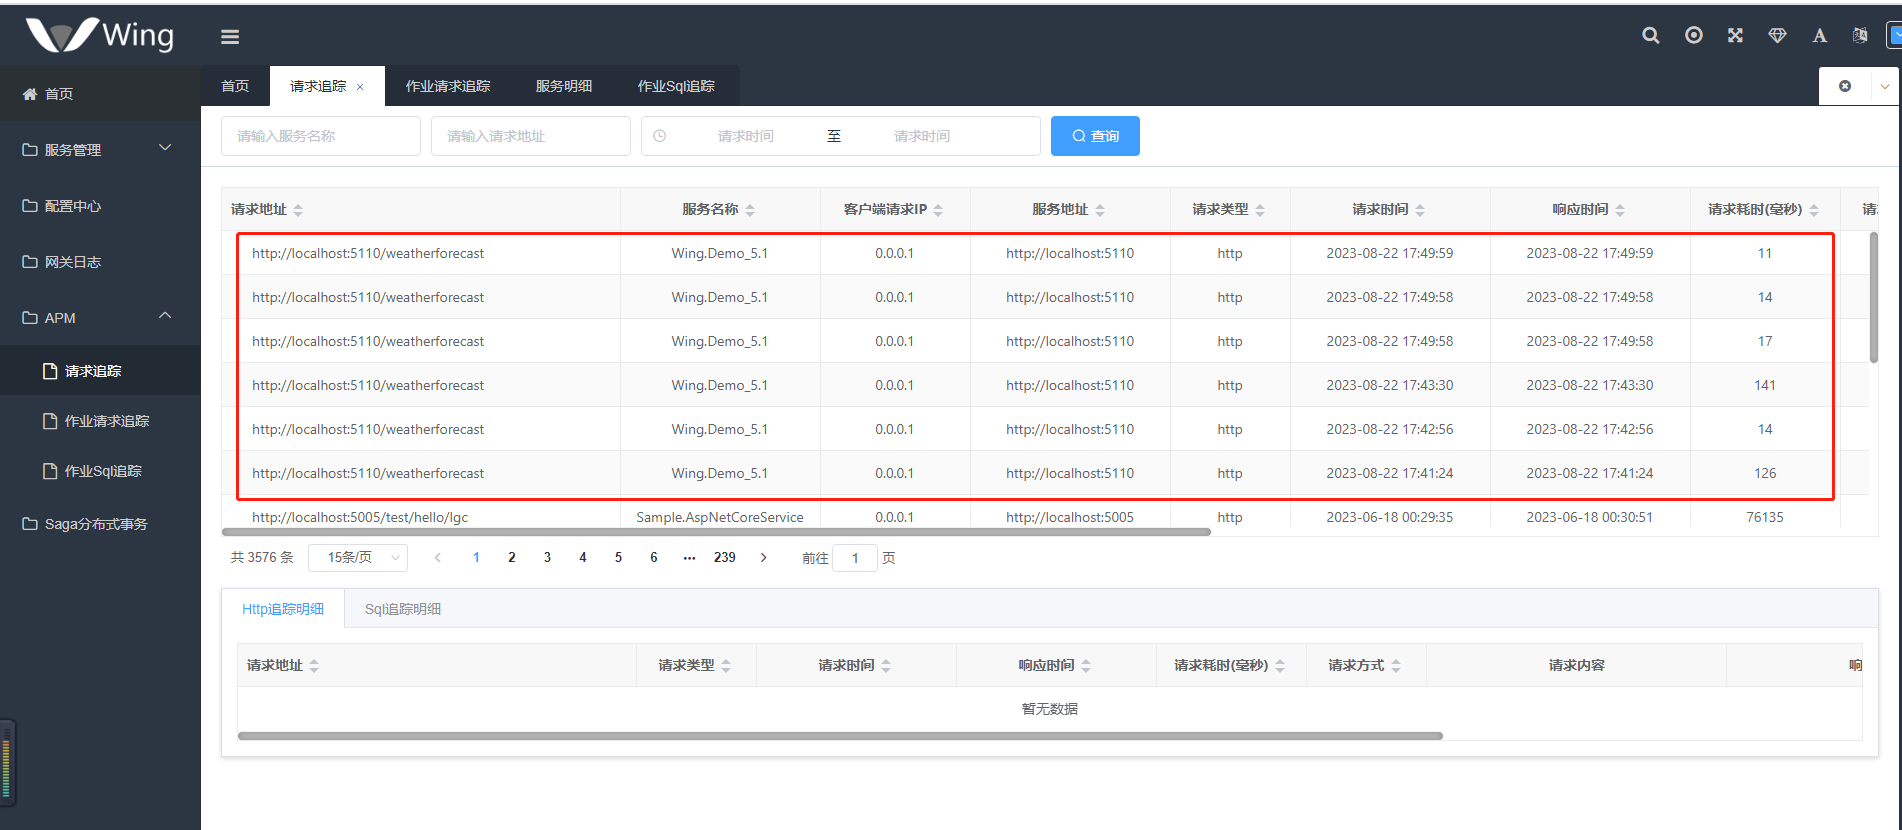 Wing
首页
服务管理
配置中心
网关日志
APM
请求追踪
作业请求追踪
作业Sql追踪
Saga分布式事务
首页 请求追踪 × 作业请求追踪 服务明细 作业Sql追踪
请输入服务名称 请输入请求地址 请求时间 至 请求时间 查询
请求地址 服务名称 客户端请求IP 服务地址 请求类型 请求时间 响应时间 请求耗时(毫秒)
http://localhost:5110/weatherforecast Wing.Demo_5.1 0.0.0.1 http://localhost:5110 http 2023-08-22 17:49:59 2023-08-22 17:49:59 11
http://localhost:5110/weatherforecast Wing.Demo_5.1 0.0.0.1 http://localhost:5110 http 2023-08-22 17:49:58 2023-08-22 17:49:58 14
http://localhost:5110/weatherforecast Wing.Demo_5.1 0.0.0.1 http://localhost:5110 http 2023-08-22 17:49:58 2023-08-22 17:49:58 17
http://localhost:5110/weatherforecast Wing.Demo_5.1 0.0.0.1 http://localhost:5110 http 2023-08-22 17:43:30 2023-08-22 17:43:30 141
http://localhost:5110/weatherforecast Wing.Demo_5.1 0.0.0.1 http://localhost:5110 http 2023-08-22 17:42:56 2023-08-22 17:42:56 14
http://localhost:5110/weatherforecast Wing.Demo_5.1 0.0.0.1 http://localhost:5110 http 2023-08-22 17:41:24 2023-08-22 17:41:24 126
http://localhost:5005/test/hello/lgc Sample.AspNetCoreService 0.0.0.1 http://localhost:5005 http 2023-06-18 00:29:35 2023-06-18 00:30:51 76135
共 3576 条 15条/页 < 1 2 3 4 5 6 ··· 239 > 前往 1 页
Http追踪明细 Sql追踪明细
请求地址 请求类型 请求时间 响应时间 请求耗时(毫秒) 请求方式 请求内容 响
暂无数据